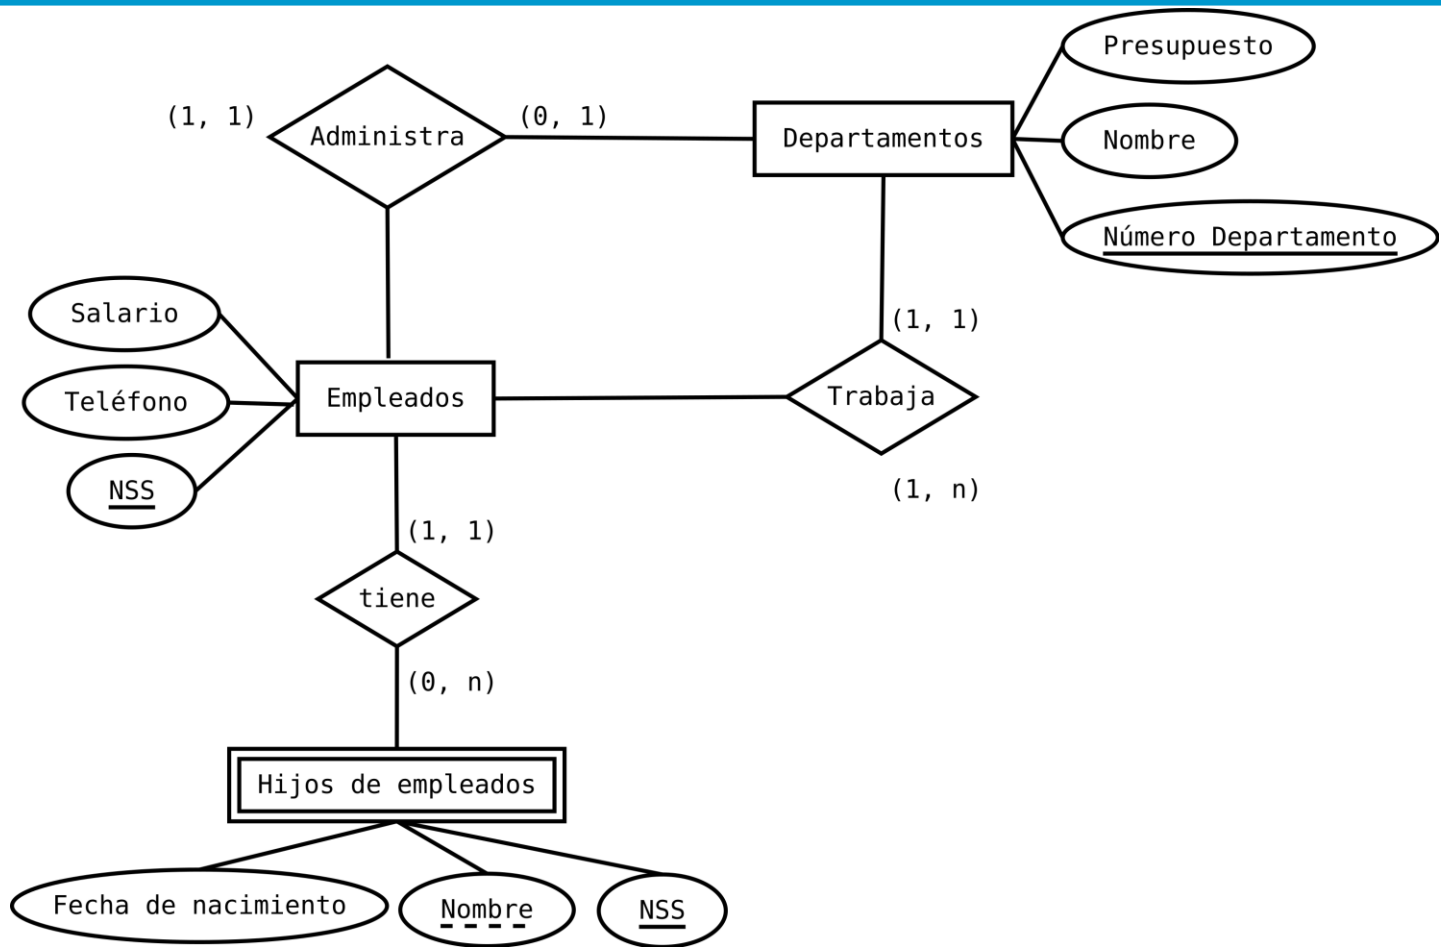 Presupuesto
(1, 1)
(0, 1)
Administra
Departamentos
Nombre
Número Departamento
Salario
(1, 1)
Teléfono
Empleados
Trabaja
NSS
(1, n)
(1, 1)
tiene
(0, n)
Hijos de empleados
Fecha de nacimiento
Nombre
NSS